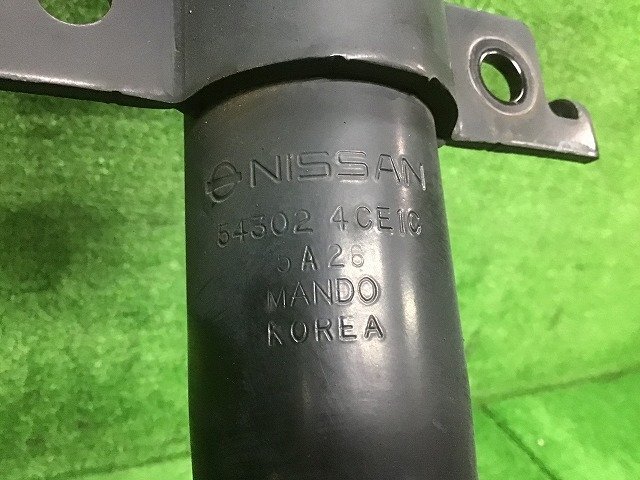 NISSAN
54302 4CE1C
5A26
MANDO
KOREA